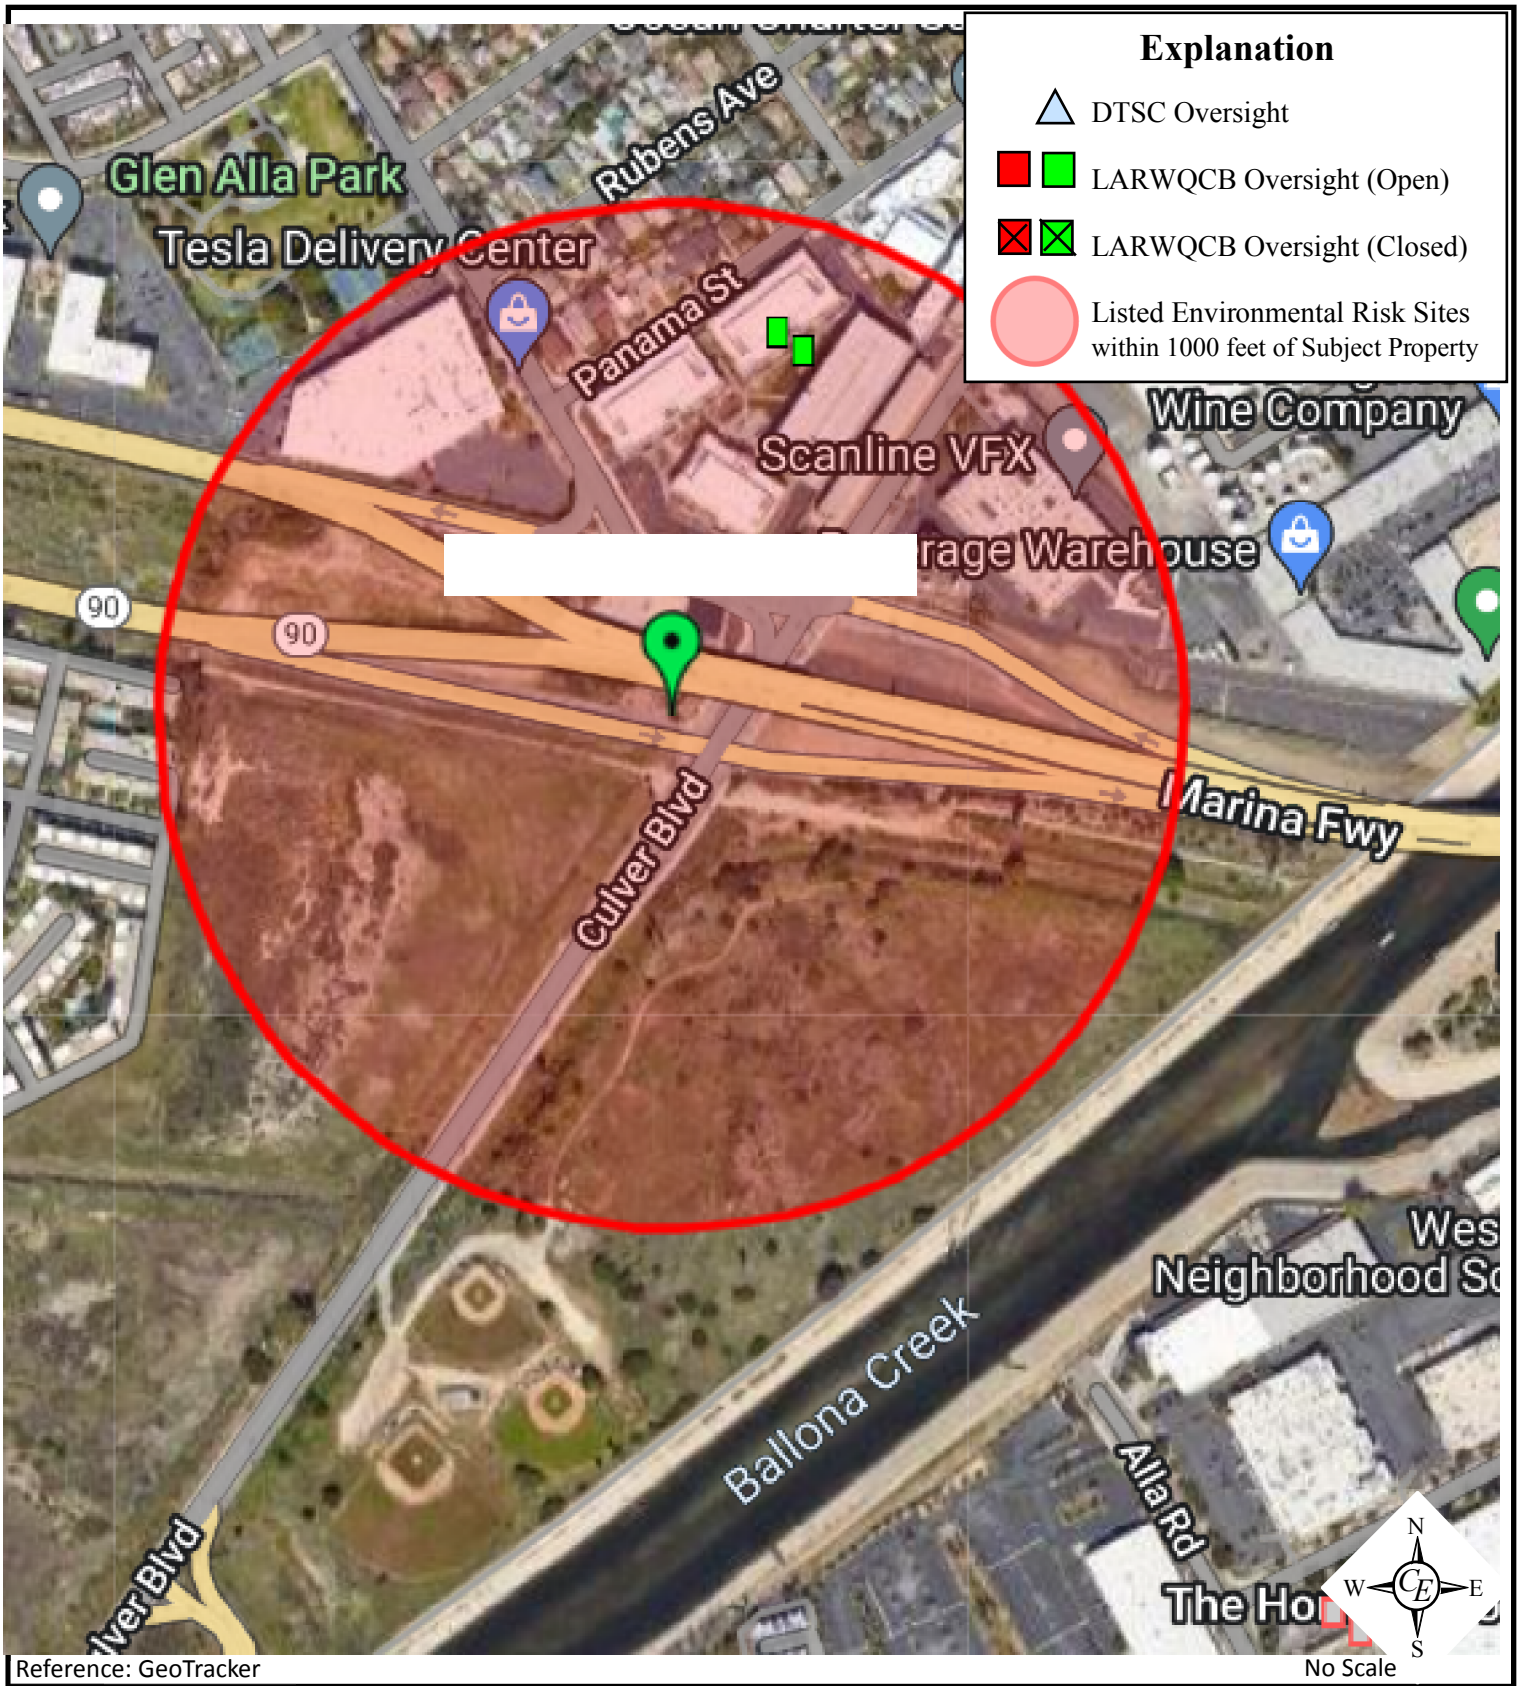 Explanation
DTSC Oversight
LARWQCB Oversight (Open)
LARWQCB Oversight (Closed)
Listed Environmental Risk Sites
within 1000 feet of Subject Property
Rubens Ave
Glen Alla Park
Tesla Delivery Center
Panama St
Wine Company
Scanline VFX
Warehouse
90
90
Marina Fwy
Culver Blvd
Wes
Neighborhood Sc
Ballona Creek
Alla Rd
lver Blvd
The Ho
N
W CE E
S
Reference: GeoTracker
No Scale